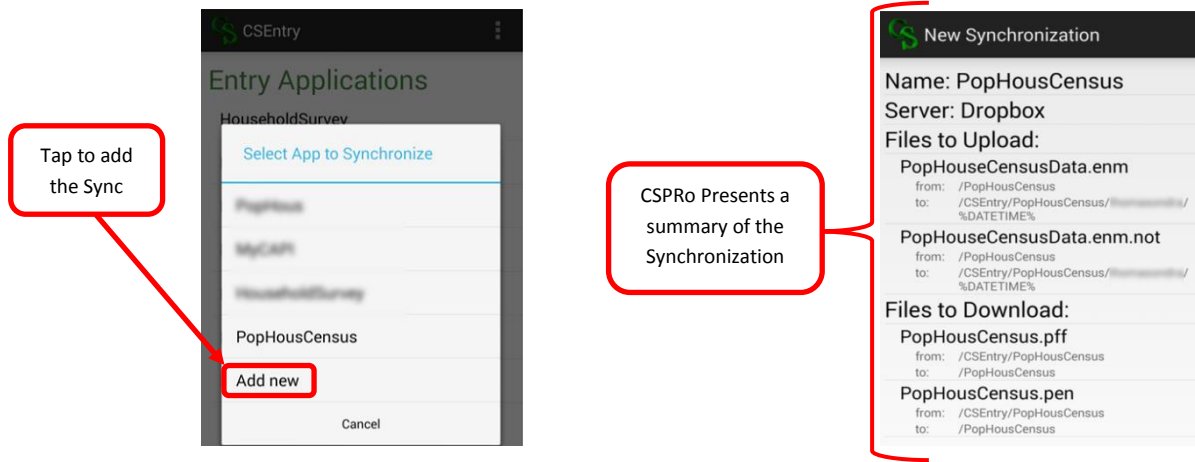 CSEntry
Entry Applications
HouseholdSurvey
Select App to Synchronize
PopHous
MyCAPI
HouseholdSurvey
PopHousCensus
Add new
Cancel
Tap to add
the Sync
CSPRo Presents a
summary of the
Synchronization
New Synchronization
Name: PopHousCensus
Server: Dropbox
Files to Upload:
PopHouseCensusData.enm
from: /PopHousCensus
to: /CSEntry/PopHousCensus/ /
%DATETIME%
PopHouseCensusData.enm.not
from: /PopHousCensus
to: /CSEntry/PopHousCensus/ /
%DATETIME%
Files to Download:
PopHousCensus.pff
from: /CSEntry/PopHousCensus
to: /PopHousCensus
PopHousCensus.pen
from: /CSEntry/PopHousCensus
to: /PopHousCensus